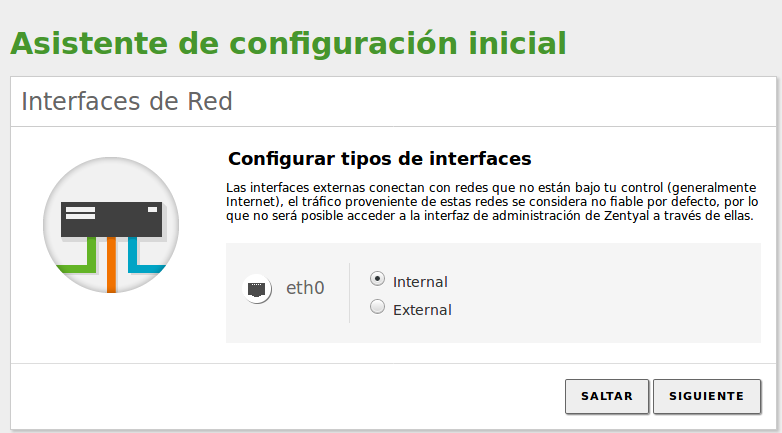 Asistente de configuración inicial
Interfaces de Red
Configurar tipos de interfaces
Las interfaces externas conectan con redes que no están bajo tu control (generalmente
Internet), el tráfico proveniente de estas redes se considera no fiable por defecto, por lo
que no será posible acceder a la interfaz de administración de Zentyal a través de ellas.
eth0
Internal
External
SALTAR
SIGUIENTE